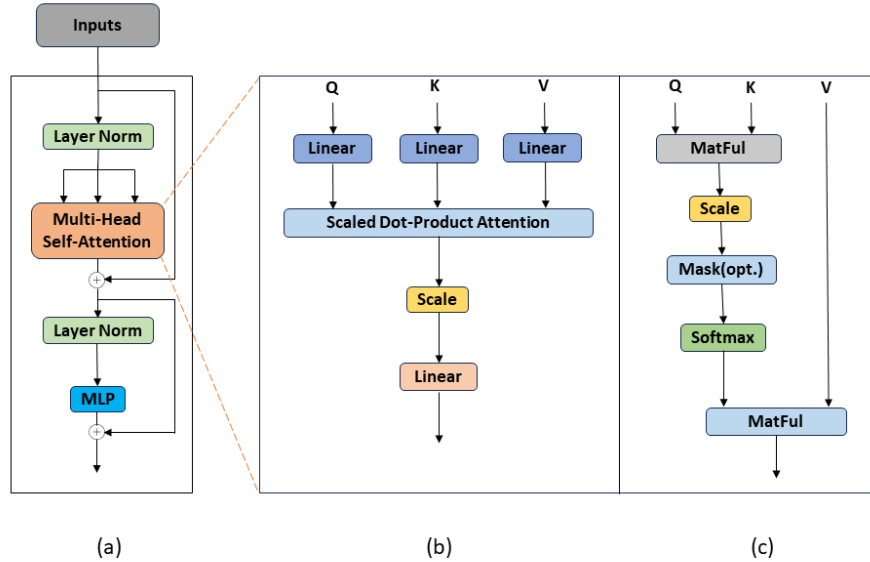 Inputs
Layer Norm
Multi-Head
Self-Attention
+
Layer Norm
MLP
+
(a)
Q K V
Linear Linear Linear
Scaled Dot-Product Attention
Scale
Linear
(b)
Q K V
MatFul
Scale
Mask(opt.)
Softmax
MatFul
(c)